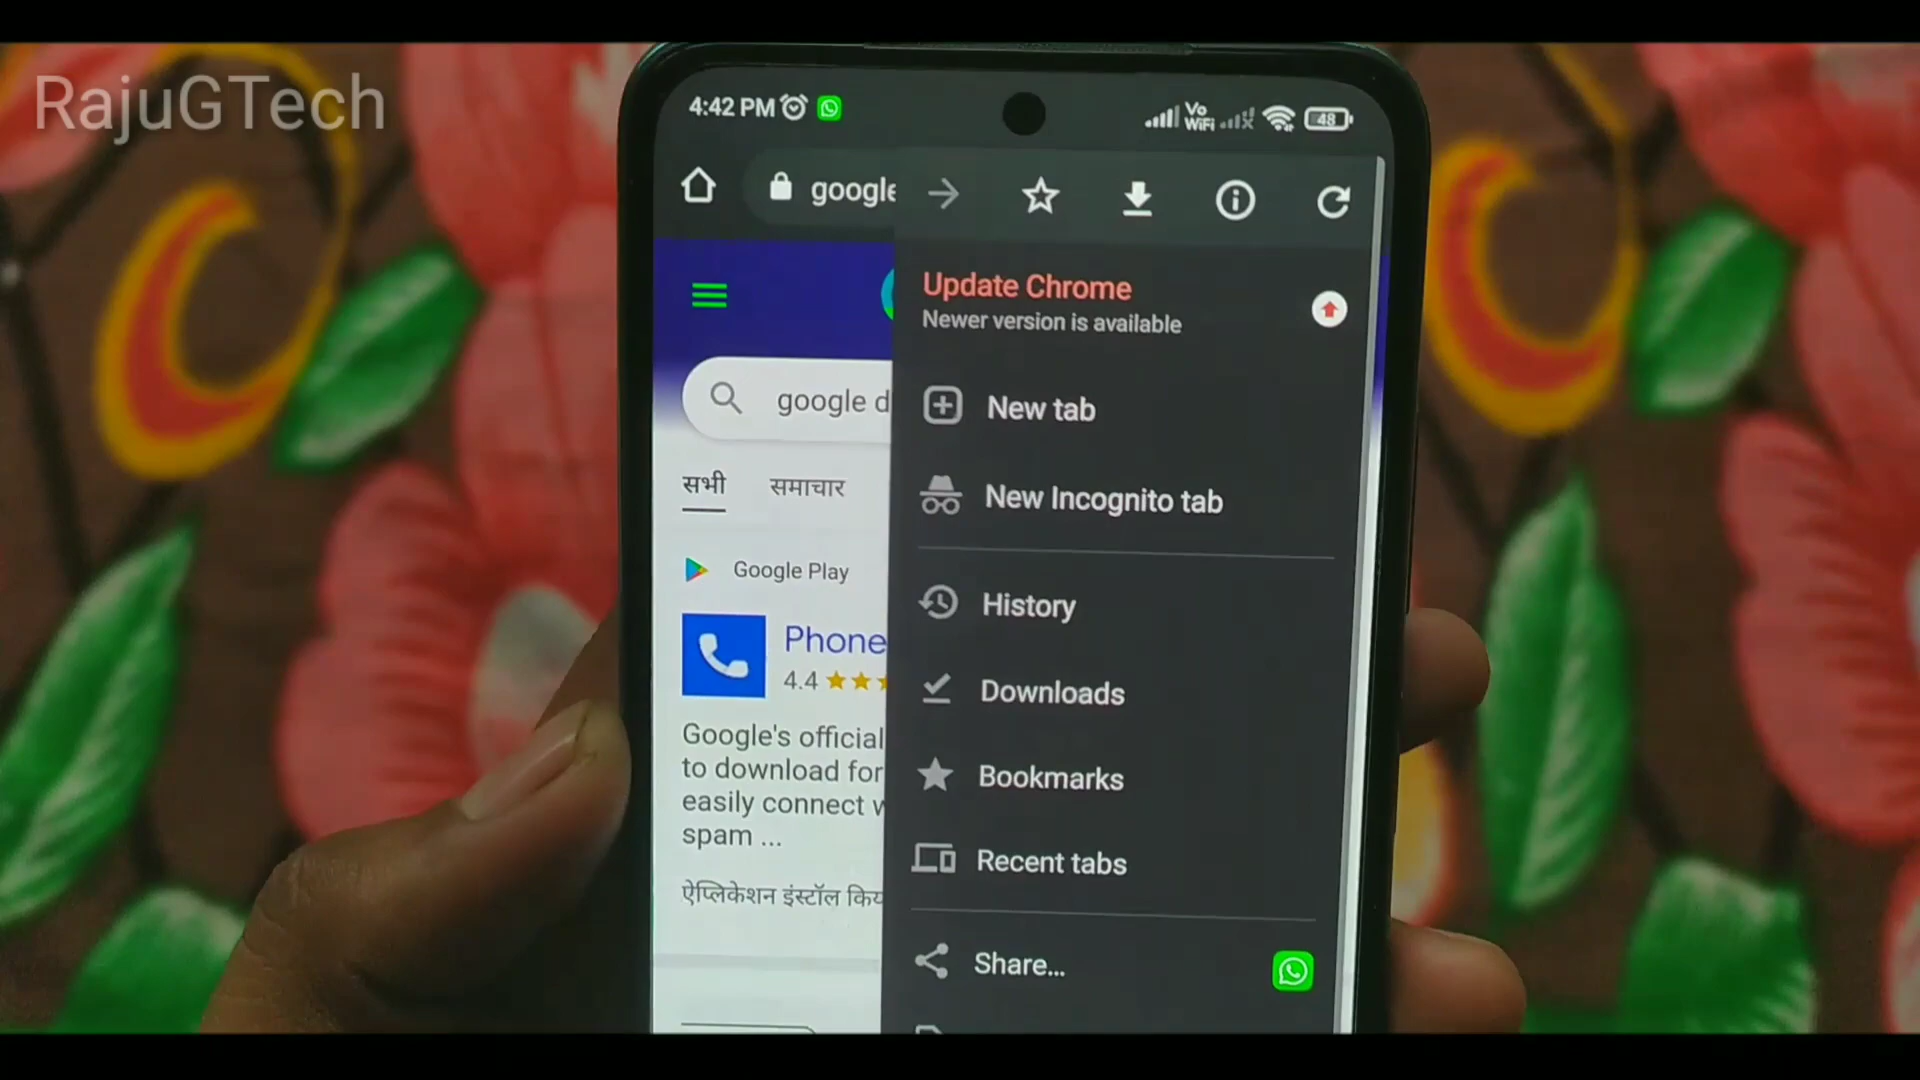 RajuGTech
4:42 PM
Vo
WiFi
48
google
Update Chrome
Newer version is available
google d
New tab
सभी
समाचार
New Incognito tab
Google Play
History
Phone
4.4
Downloads
Google's official
to download for
easily connect w
spam ...
Bookmarks
Recent tabs
ऐप्लिकेशन इंस्टॉल किय
Share...